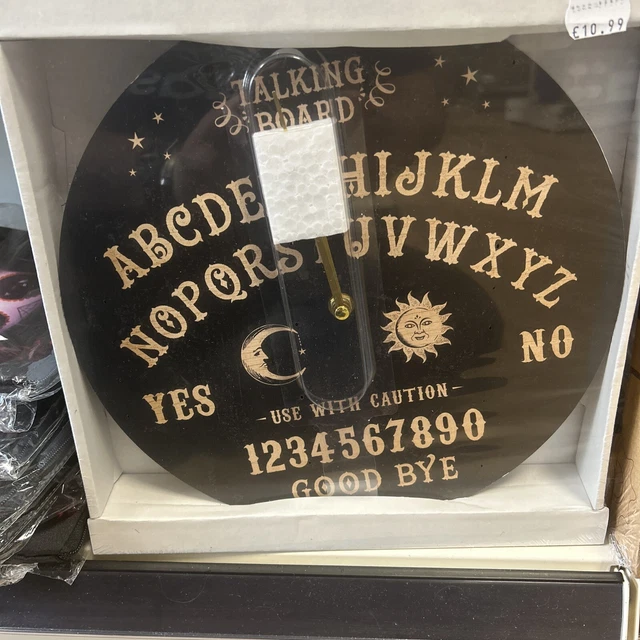 £10.99
TALKING
BOARD
ABCDE HIJKLM
NOPQRS UVWXYZ
YES
NO
-USE WITH CAUTION-
1234567890
GOOD BYE